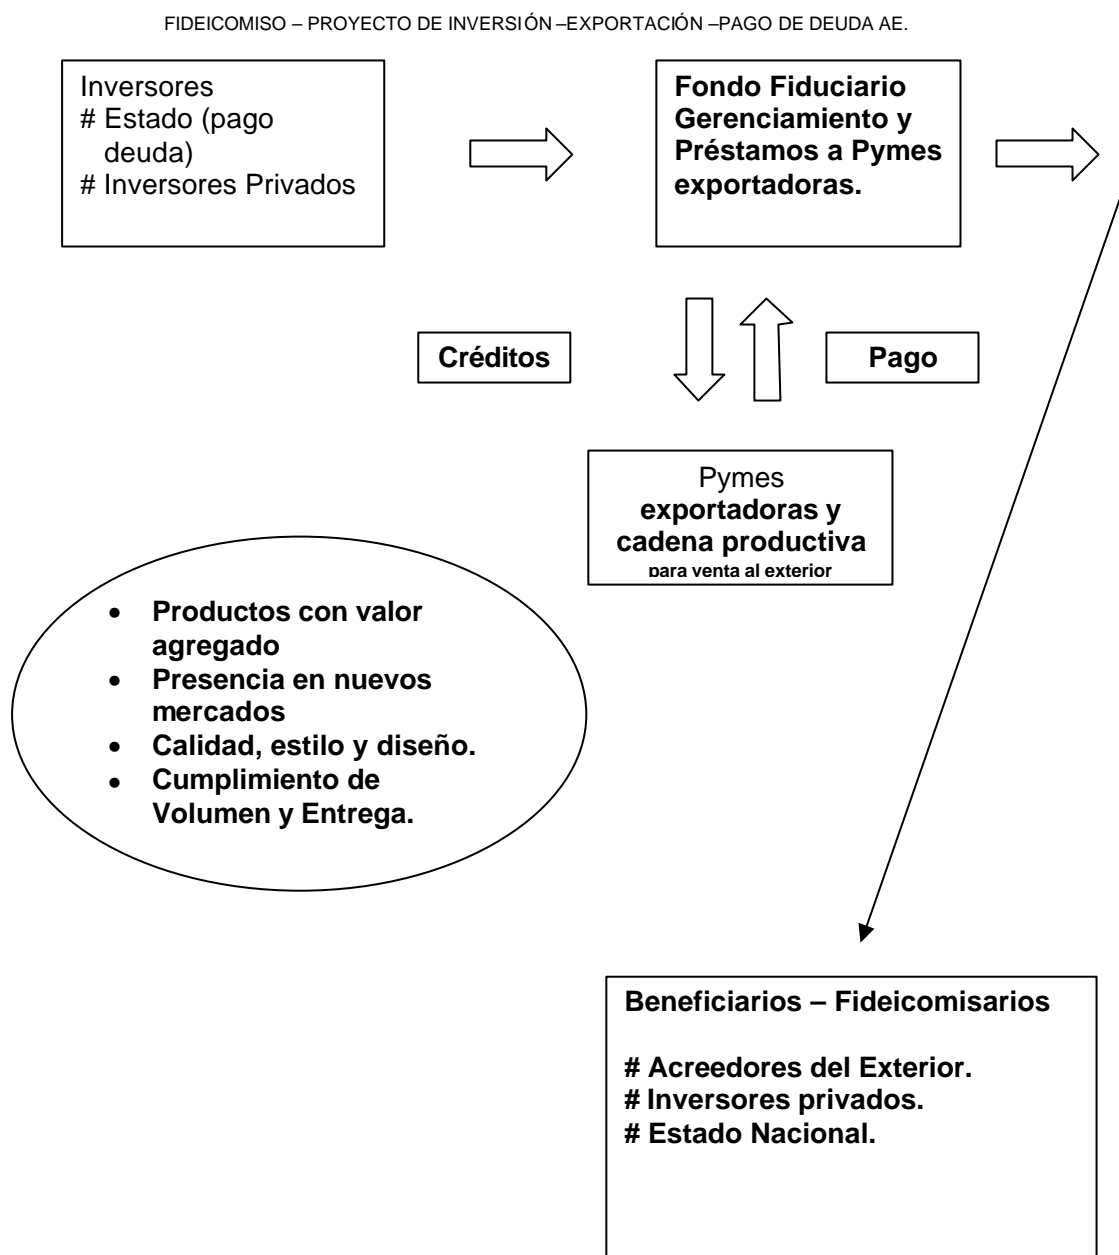 FIDEICOMISO – PROYECTO DE INVERSIÓN –EXPORTACIÓN –PAGO DE DEUDA AE.
Inversores
# Estado (pago
deuda)
# Inversores Privados
Fondo Fiduciario
Gerenciamiento y
Préstamos a Pymes
exportadoras.
Créditos
Pago
Pymes
exportadoras y
cadena productiva
para venta al exterior
• Productos con valor
agregado
• Presencia en nuevos
mercados
• Calidad, estilo y diseño.
• Cumplimiento de
Volumen y Entrega.
Beneficiarios – Fideicomisarios
# Acreedores del Exterior.
# Inversores privados.
# Estado Nacional.